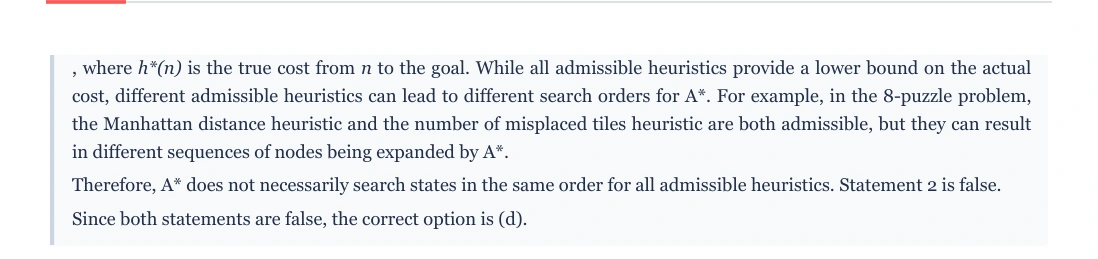 , where h*(n) is the true cost from n to the goal. While all admissible heuristics provide a lower bound on the actual
cost, different admissible heuristics can lead to different search orders for A*. For example, in the 8-puzzle problem,
the Manhattan distance heuristic and the number of misplaced tiles heuristic are both admissible, but they can result
in different sequences of nodes being expanded by A*.
Therefore, A* does not necessarily search states in the same order for all admissible heuristics. Statement 2 is false.
Since both statements are false, the correct option is (d).